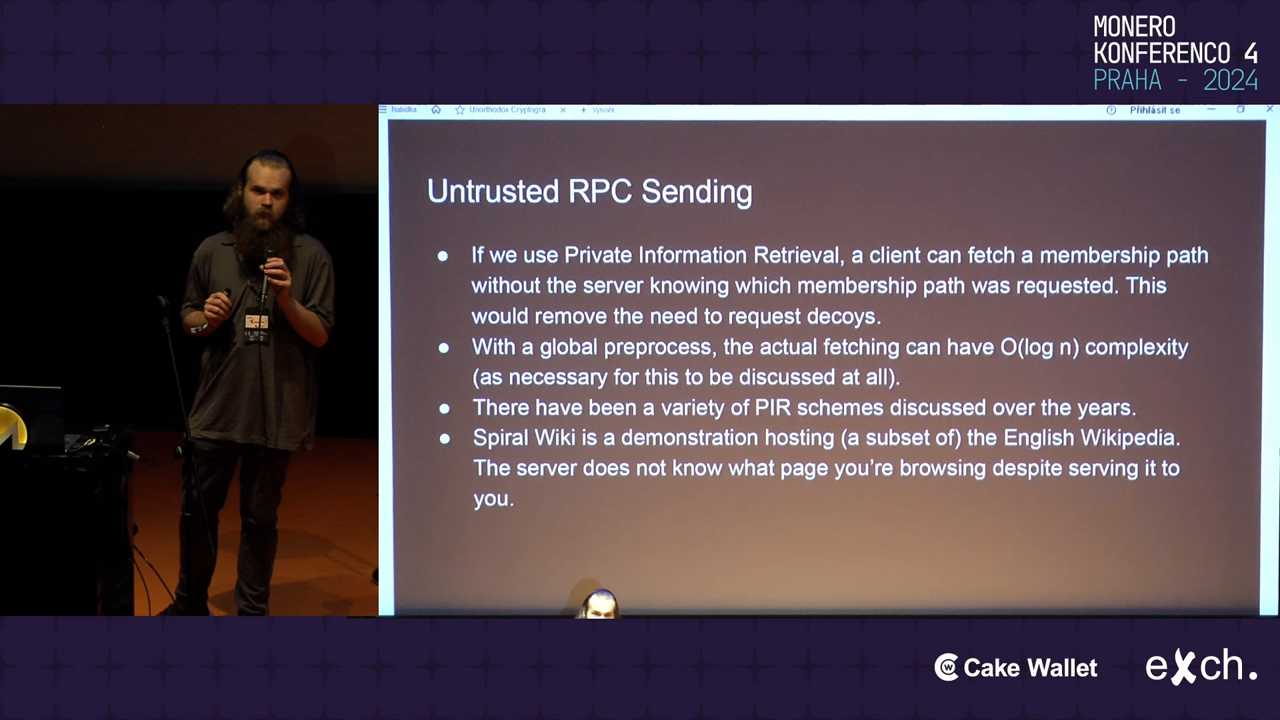 MONERO
KONFERENCO 4
PRAHA - 2024
Nabídka
Unorthodox Cryptogra ...
Vytvořit
Přihlásit se
Untrusted RPC Sending
● If we use Private Information Retrieval, a client can fetch a membership path
without the server knowing which membership path was requested. This
would remove the need to request decoys.
● With a global preprocess, the actual fetching can have O(log n) complexity
(as necessary for this to be discussed at all).
● There have been a variety of PIR schemes discussed over the years.
● Spiral Wiki is a demonstration hosting (a subset of) the English Wikipedia.
The server does not know what page you’re browsing despite serving it to
you.
Cake Wallet
eXch.